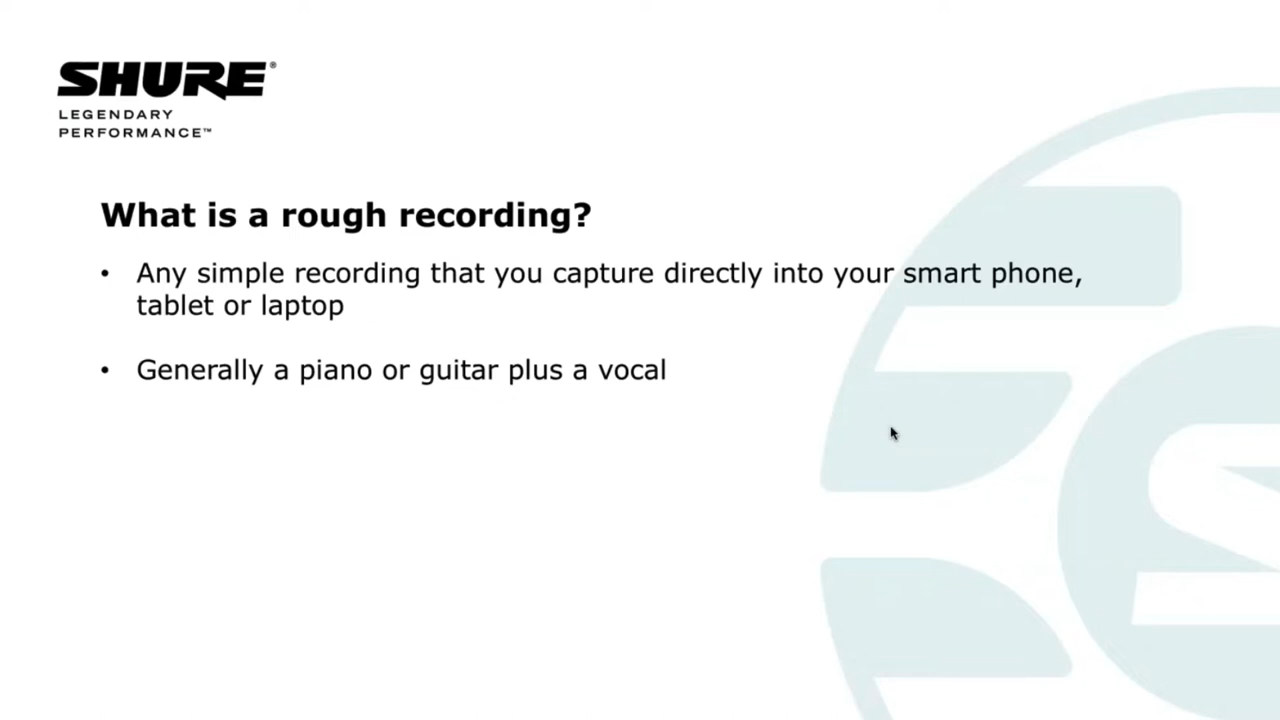 SHURE®
LEGENDARY
PERFORMANCE™
What is a rough recording?
• Any simple recording that you capture directly into your smart phone,
tablet or laptop
• Generally a piano or guitar plus a vocal